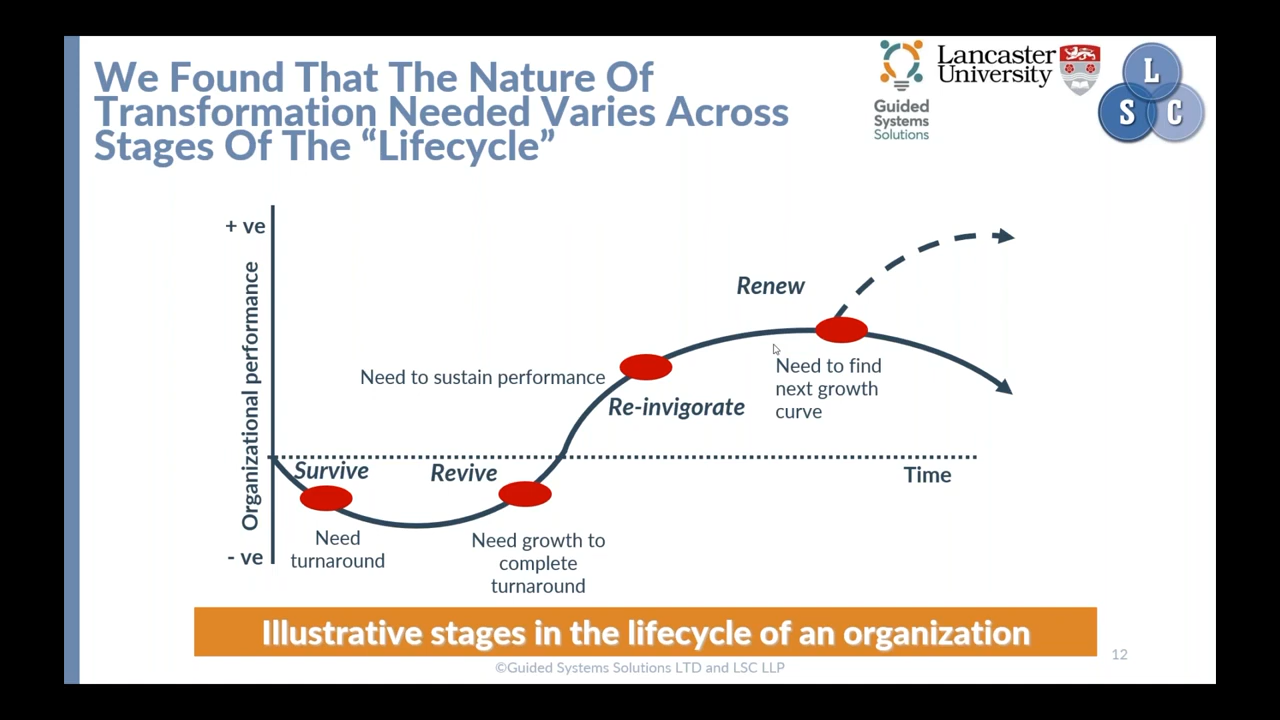 We Found That The Nature Of
Transformation Needed Varies Across
Stages Of The “Lifecycle”
Guided
Systems
Solutions
Lancaster
University
L
S
C
+ ve
Organizational performance
- ve
Renew
Need to find
next growth
curve
Need to sustain performance
Re-invigorate
Time
Survive
Revive
Need
turnaround
Need growth to
complete
turnaround
Illustrative stages in the lifecycle of an organization
©Guided Systems Solutions LTD and LSC LLP
12